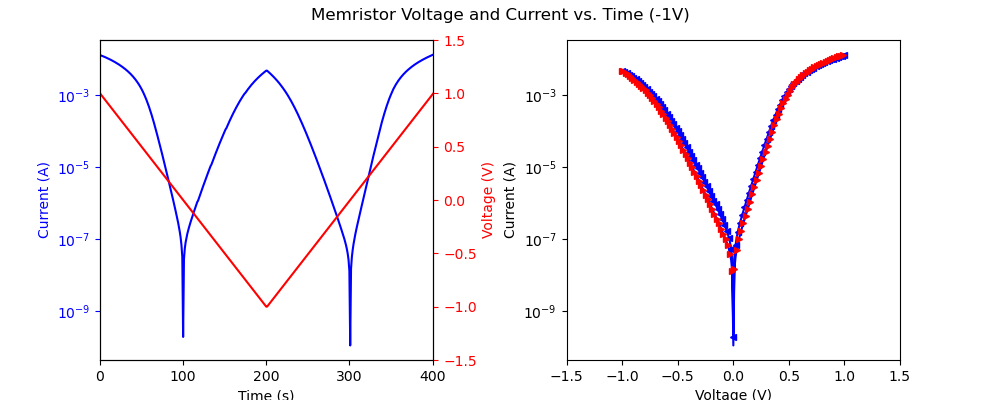 Memristor Voltage and Current vs. Time (-1V)
Current (A)
10⁻³
10⁻⁵
10⁻⁷
10⁻⁹
0 100 200 300 400
Time (s)
1.5
1.0
0.5
0.0
−0.5
−1.0
−1.5
Voltage (V)
Current (A)
10⁻³
10⁻⁵
10⁻⁷
10⁻⁹
−1.5 −1.0 −0.5 0.0 0.5 1.0 1.5
Voltage (V)